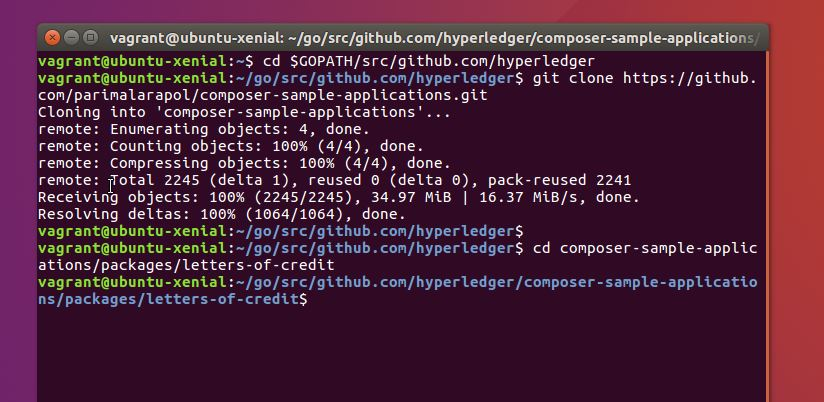 vagrant@ubuntu-xenial: ~/go/src/github.com/hyperledger/composer-sample-applications/
vagrant@ubuntu-xenial:~$ cd $GOPATH/src/github.com/hyperledger
vagrant@ubuntu-xenial:~/go/src/github.com/hyperledger$ git clone https://github.
com/parimalarapol/composer-sample-applications.git
Cloning into 'composer-sample-applications'...
remote: Enumerating objects: 4, done.
remote: Counting objects: 100% (4/4), done.
remote: Compressing objects: 100% (4/4), done.
remote: Total 2245 (delta 1), reused 0 (delta 0), pack-reused 2241
Receiving objects: 100% (2245/2245), 34.97 MiB | 16.37 MiB/s, done.
Resolving deltas: 100% (1064/1064), done.
vagrant@ubuntu-xenial:~/go/src/github.com/hyperledger$
vagrant@ubuntu-xenial:~/go/src/github.com/hyperledger$ cd composer-sample-applic
ations/packages/letters-of-credit
vagrant@ubuntu-xenial:~/go/src/github.com/hyperledger/composer-sample-applicatio
ns/packages/letters-of-credit$